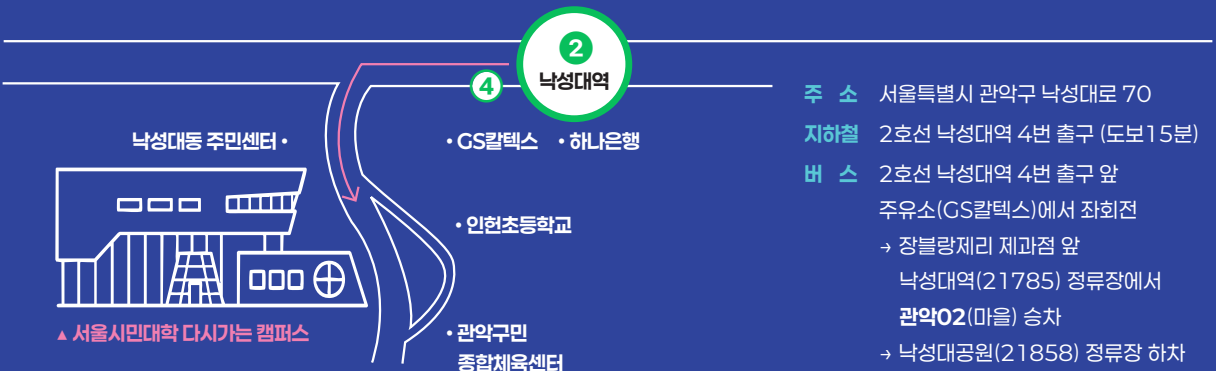 2
낙성대역
4
낙성대동 주민센터 •
• GS칼텍스 • 하나은행
• 인헌초등학교
▲ 서울시민대학 다시가는 캠퍼스
• 관악구민
종합체육센터
주 소 서울특별시 관악구 낙성대로 70
지하철 2호선 낙성대역 4번 출구 (도보15분)
버 스 2호선 낙성대역 4번 출구 앞
주유소(GS칼텍스)에서 좌회전
→ 장블랑제리 제과점 앞
낙성대역(21785) 정류장에서
관악02(마을) 승차
→ 낙성대공원(21858) 정류장 하차